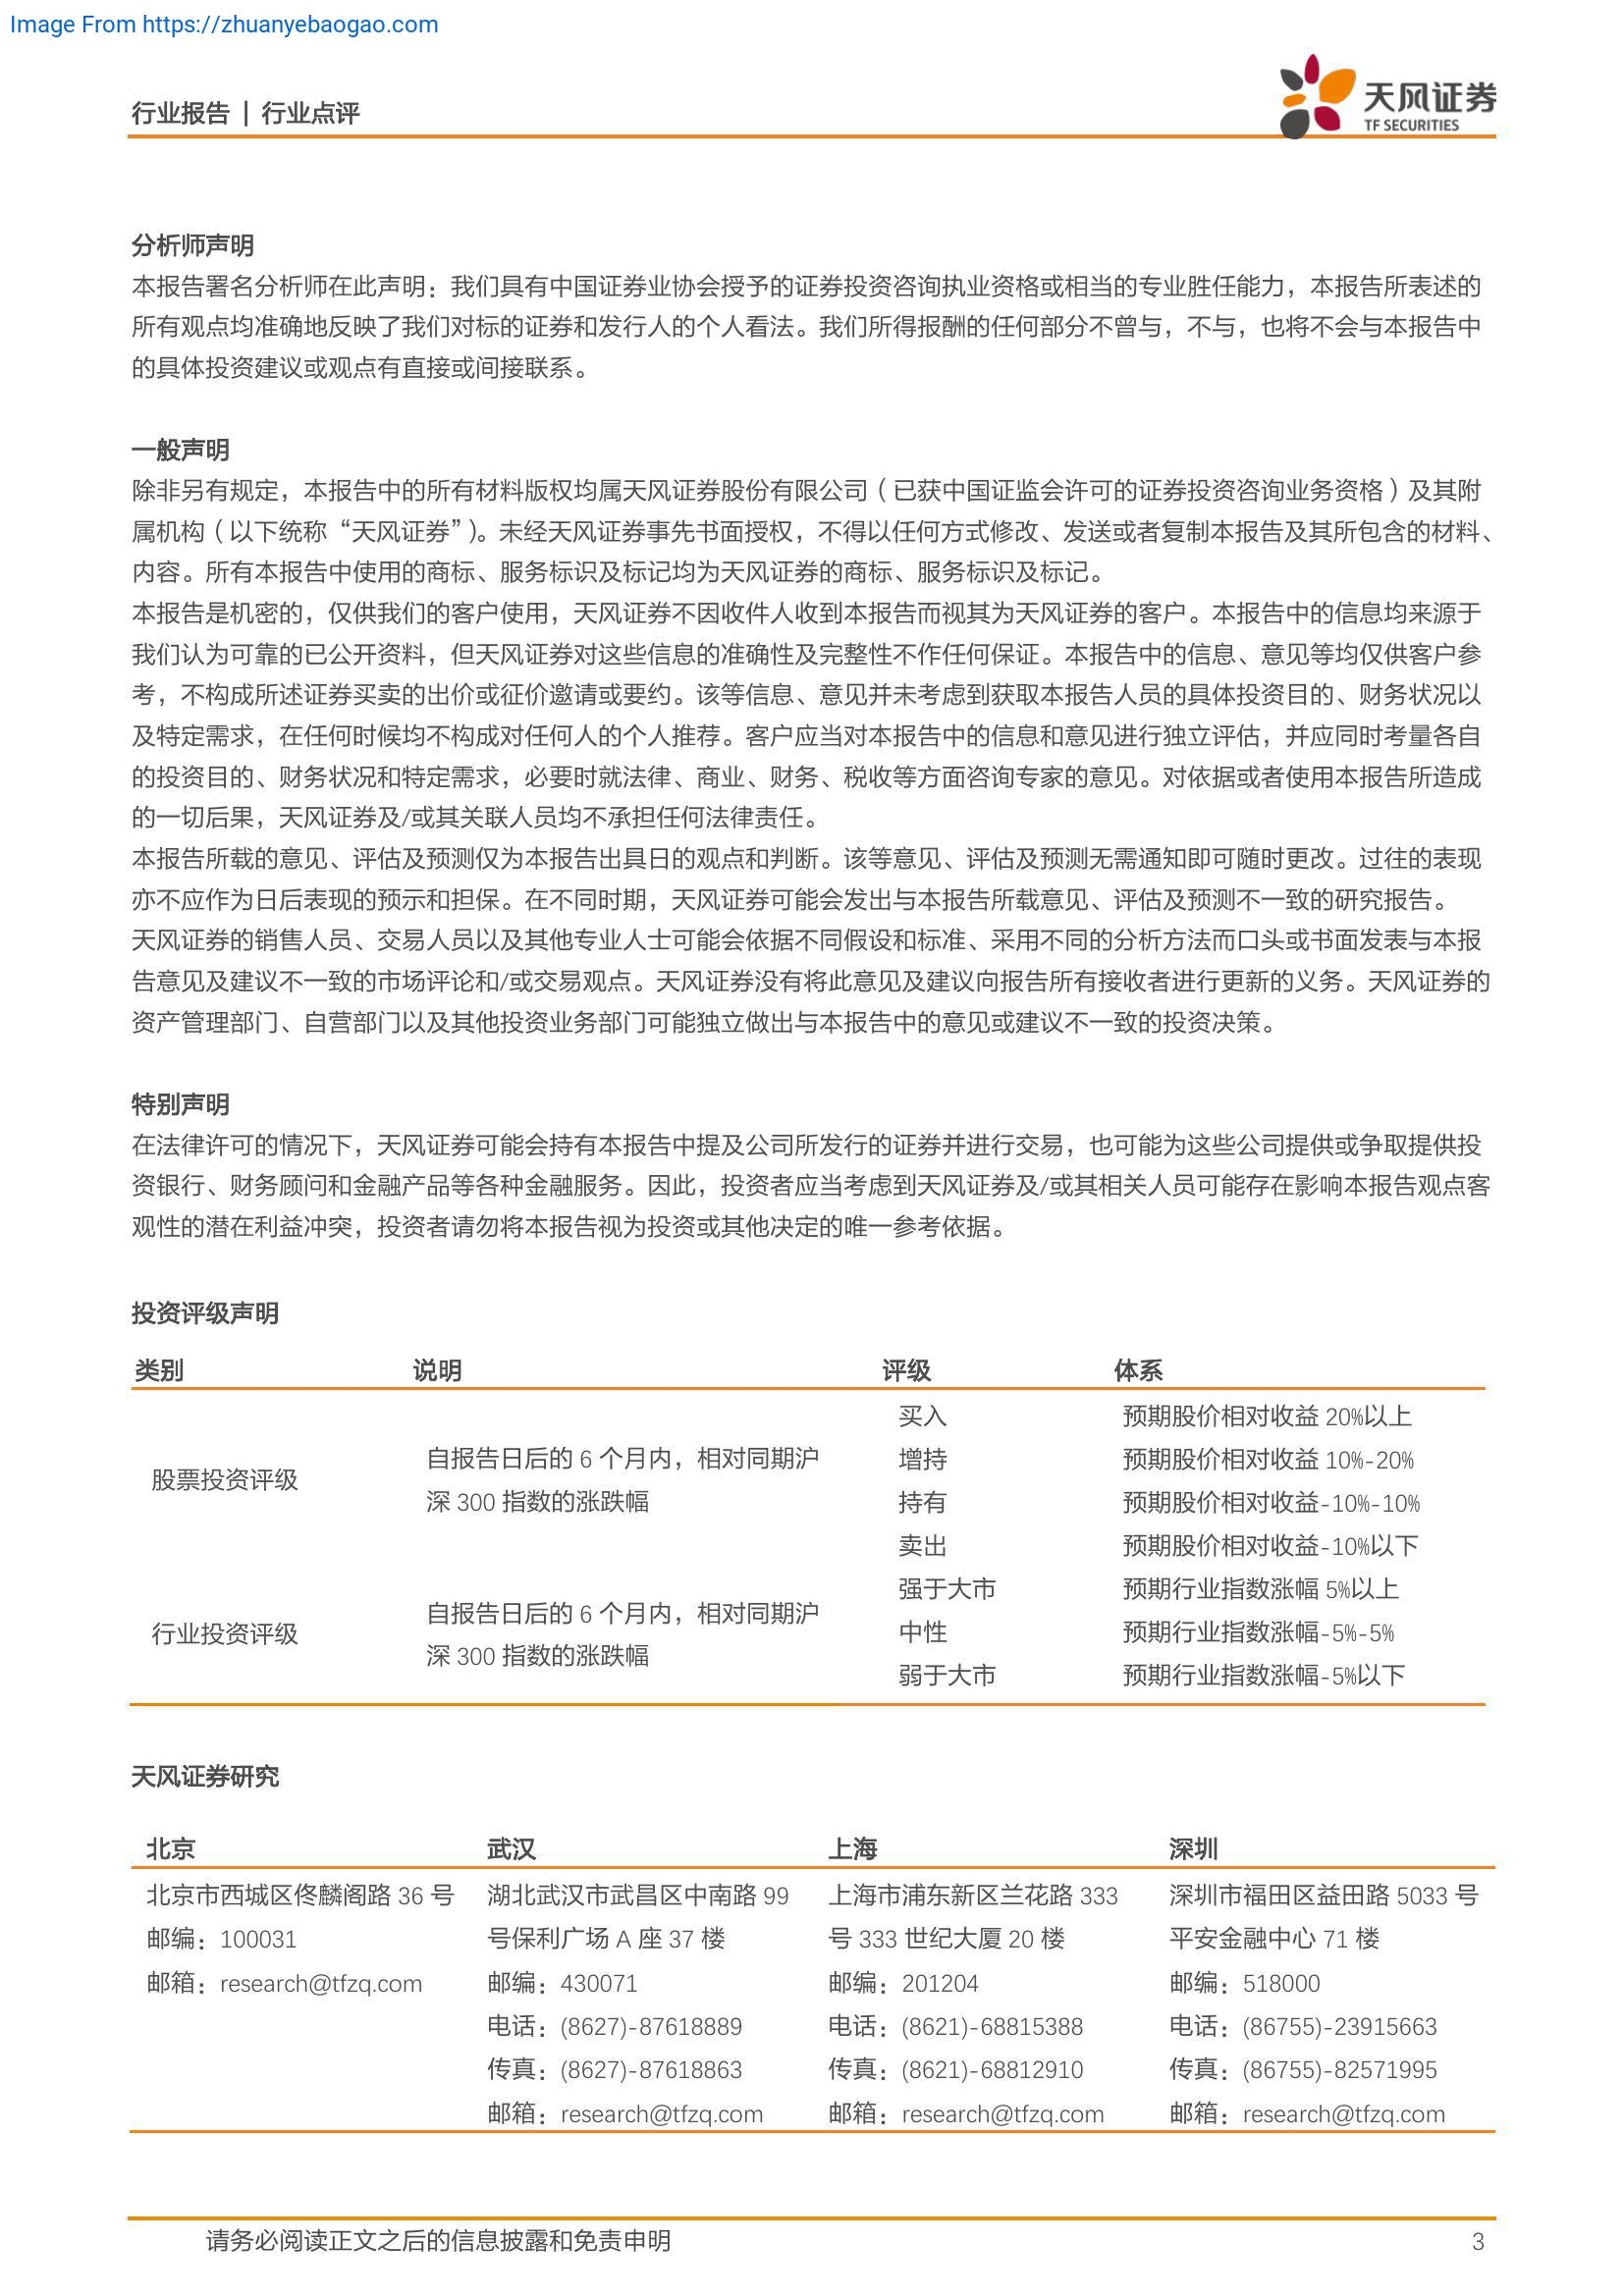 Image From https://zhuanyebaogao.com
行业报告 | 行业点评
天风证券
TF SECURITIES
分析师声明
本报告署名分析师在此声明：我们具有中国证券业协会授予的证券投资咨询执业资格或相当的专业胜任能力，本报告所表述的
所有观点均准确地反映了我们对标的证券和发行人的个人看法。我们所得报酬的任何部分不曾与，不与，也将不会与本报告中
的具体投资建议或观点有直接或间接联系。
一般声明
除非另有规定，本报告中的所有材料版权均属天风证券股份有限公司（已获中国证监会许可的证券投资咨询业务资格）及其附
属机构（以下统称“天风证券”）。未经天风证券事先书面授权，不得以任何方式修改、发送或者复制本报告及其所包含的材料、
内容。所有本报告中使用的商标、服务标识及标记均为天风证券的商标、服务标识及标记。
本报告是机密的，仅供我们的客户使用，天风证券不因收件人收到本报告而视其为天风证券的客户。本报告中的信息均来源于
我们认为可靠的已公开资料，但天风证券对这些信息的准确性及完整性不作任何保证。本报告中的信息、意见等均仅供客户参
考，不构成所述证券买卖的出价或征价邀请或要约。该等信息、意见并未考虑到获取本报告人员的具体投资目的、财务状况以
及特定需求，在任何时候均不构成对任何人的个人推荐。客户应当对本报告中的信息和意见进行独立评估，并应同时考量各自
的投资目的、财务状况和特定需求，必要时就法律、商业、财务、税收等方面咨询专家的意见。对依据或者使用本报告所造成
的一切后果，天风证券及/或其关联人员均不承担任何法律责任。
本报告所载的意见、评估及预测仅为本报告出具日的观点和判断。该等意见、评估及预测无需通知即可随时更改。过往的表现
亦不应作为日后表现的预示和担保。在不同时期，天风证券可能会发出与本报告所载意见、评估及预测不一致的研究报告。
天风证券的销售人员、交易人员以及其他专业人士可能会依据不同假设和标准、采用不同的分析方法而口头或书面发表与本报
告意见及建议不一致的市场评论和/或交易观点。天风证券没有将此意见及建议向报告所有接收者进行更新的义务。天风证券的
资产管理部门、自营部门以及其他投资业务部门可能独立做出与本报告中的意见或建议不一致的投资决策。
特别声明
在法律许可的情况下，天风证券可能会持有本报告中提及公司所发行的证券并进行交易，也可能为这些公司提供或争取提供投
资银行、财务顾问和金融产品等各种金融服务。因此，投资者应当考虑到天风证券及/或其相关人员可能存在影响本报告观点客
观性的潜在利益冲突，投资者请勿将本报告视为投资或其他决定的唯一参考依据。
投资评级声明
类别 说明 评级 体系
股票投资评级
自报告日后的 6 个月内，相对同期沪
深 300 指数的涨跌幅
买入 预期股价相对收益 20%以上
增持 预期股价相对收益 10%-20%
持有 预期股价相对收益-10%-10%
卖出 预期股价相对收益-10%以下
行业投资评级
自报告日后的 6 个月内，相对同期沪
深 300 指数的涨跌幅
强于大市 预期行业指数涨幅 5%以上
中性 预期行业指数涨幅-5%-5%
弱于大市 预期行业指数涨幅-5%以下
天风证券研究
北京 武汉 上海 深圳
北京市西城区佟麟阁路 36 号 湖北武汉市武昌区中南路 99 上海市浦东新区兰花路 333 深圳市福田区益田路 5033 号
邮编：100031 号保利广场 A 座 37 楼 号 333 世纪大厦 20 楼 平安金融中心 71 楼
邮箱：research@tfzq.com 邮编：430071 邮编：201204 邮编：518000
电话：(8627)-87618889 电话：(8621)-68815388 电话：(86755)-23915663
传真：(8627)-87618863 传真：(8621)-68812910 传真：(86755)-82571995
邮箱：research@tfzq.com 邮箱：research@tfzq.com 邮箱：research@tfzq.com
请务必阅读正文之后的信息披露和免责申明 3